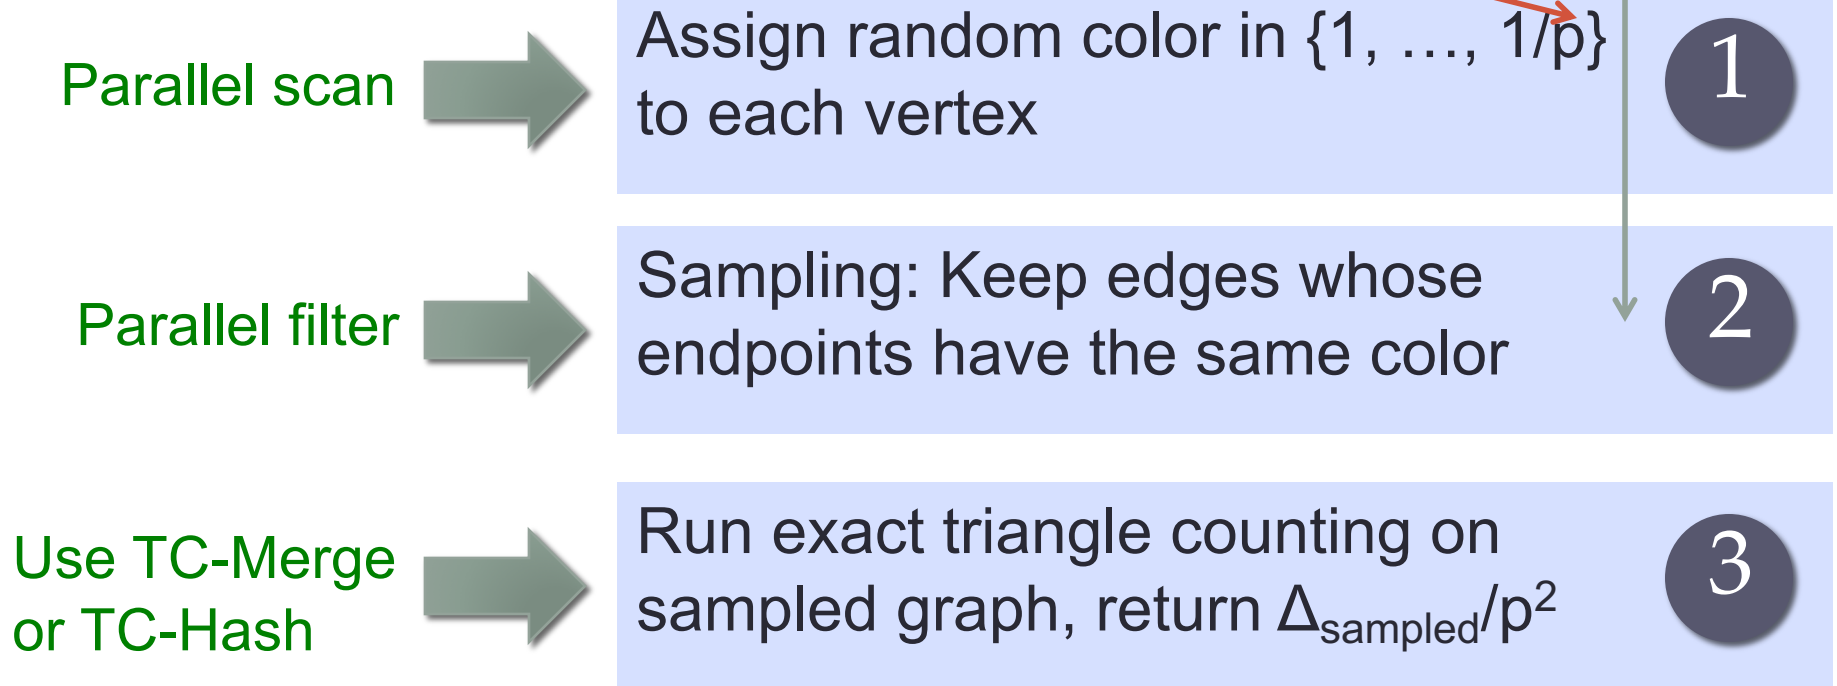 Parallel scan
Assign random color in {1, …, 1/p}
to each vertex
1
Parallel filter
Sampling: Keep edges whose
endpoints have the same color
2
Use TC-Merge
or TC-Hash
Run exact triangle counting on
sampled graph, return Δsampled/p²
3